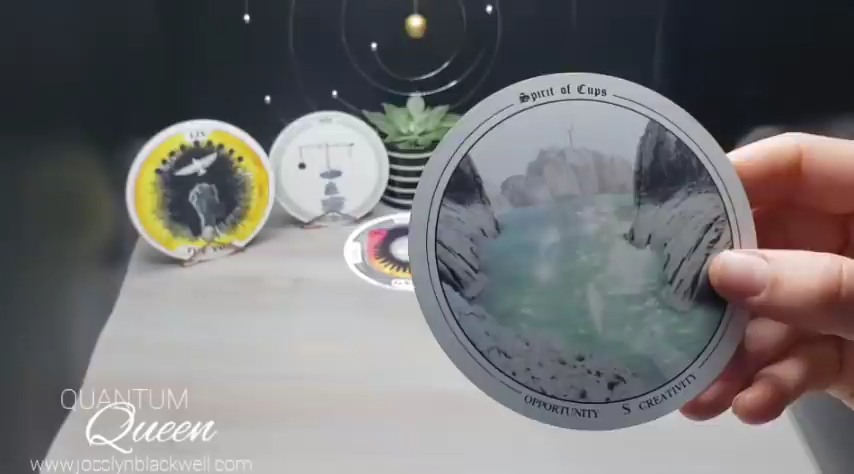 Spirit of Cups
OPPORTUNITY S CREATIVITY
QUANTUM
Queen
www.jocelynblackwell.com